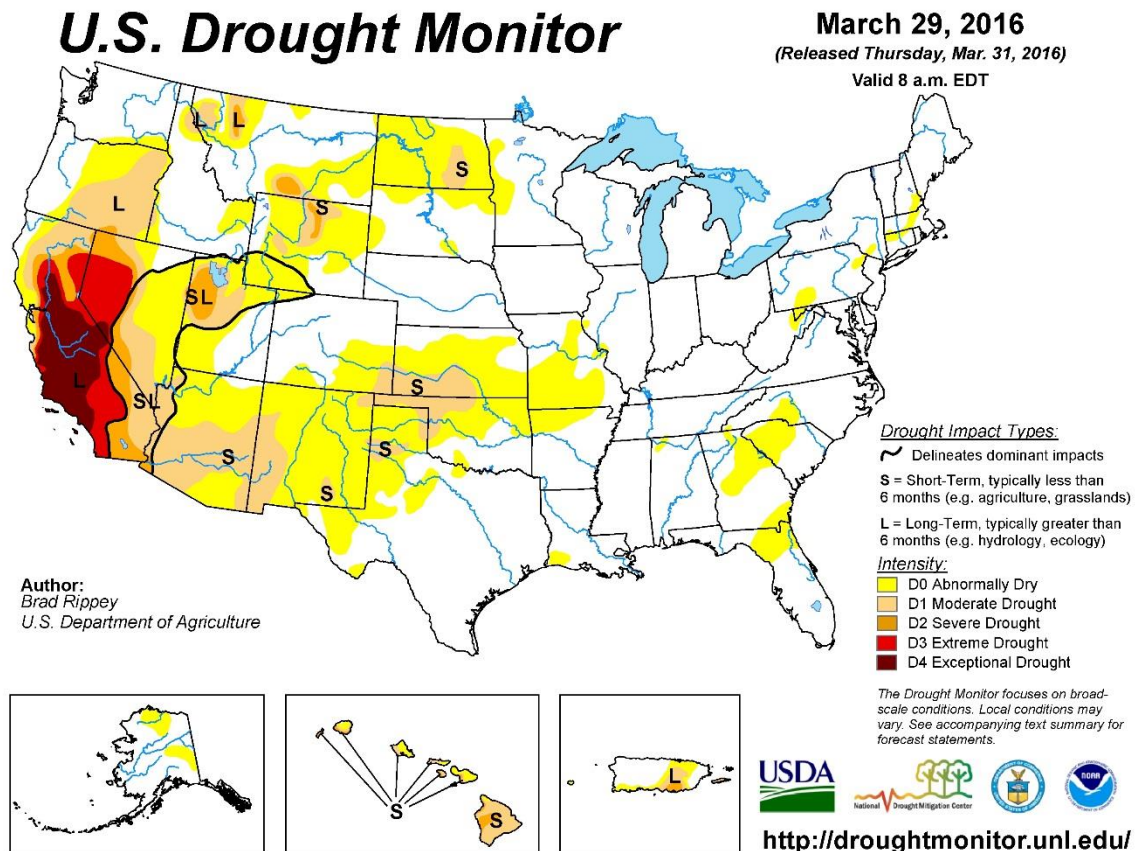 U.S. Drought Monitor
March 29, 2016
(Released Thursday, Mar. 31, 2016)
Valid 8 a.m. EDT
L
L
S
L
S
SL
S
L
SL
S
S
S
Drought Impact Types:
Delineates dominant impacts
S = Short-Term, typically less than
6 months (e.g. agriculture, grasslands)
L = Long-Term, typically greater than
6 months (e.g. hydrology, ecology)
Intensity:
D0 Abnormally Dry
D1 Moderate Drought
D2 Severe Drought
D3 Extreme Drought
D4 Exceptional Drought
Author:
Brad Rippey
U.S. Department of Agriculture
The Drought Monitor focuses on broad-
scale conditions. Local conditions may
vary. See accompanying text summary for
forecast statements.
S
S
L
USDA
National Drought Mitigation Center
NOAA
http://droughtmonitor.unl.edu/